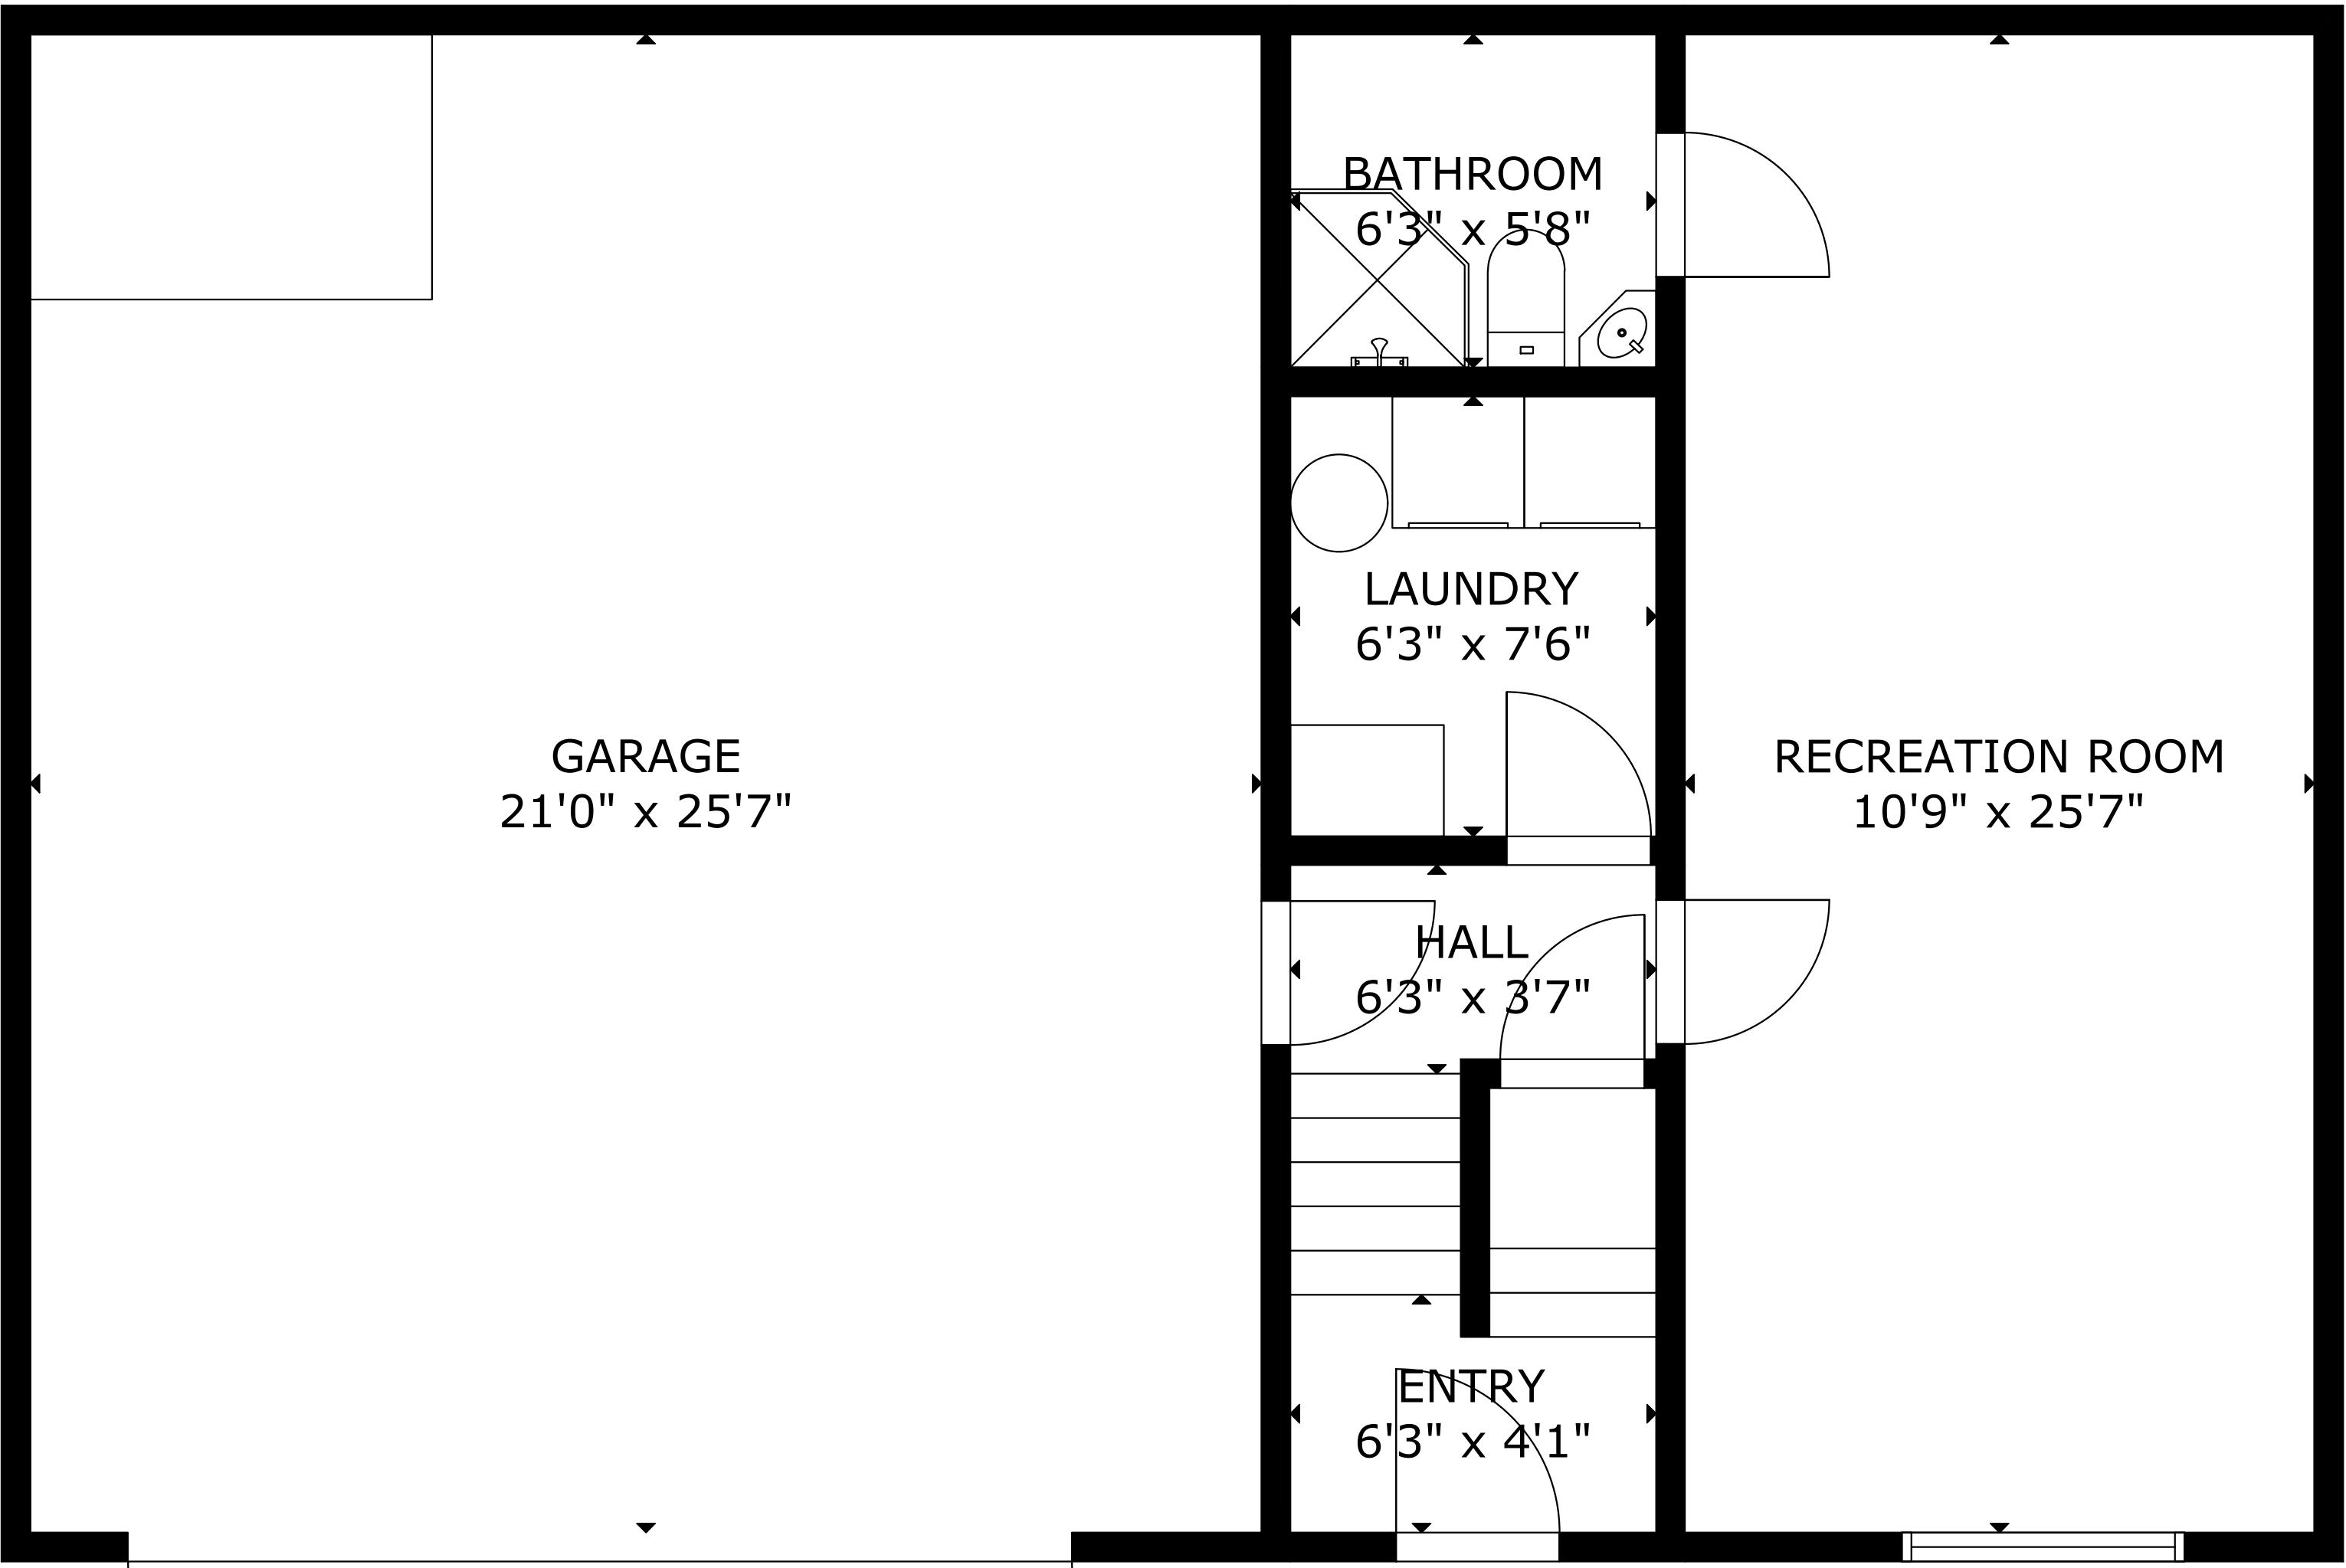 BATHROOM
6'3" x 5'8"
LAUNDRY
6'3" x 7'6"
GARAGE
21'0" x 25'7"
RECREATION ROOM
10'9" x 25'7"
HALL
6'3" x 3'7"
ENTRY
6'3" x 4'1"